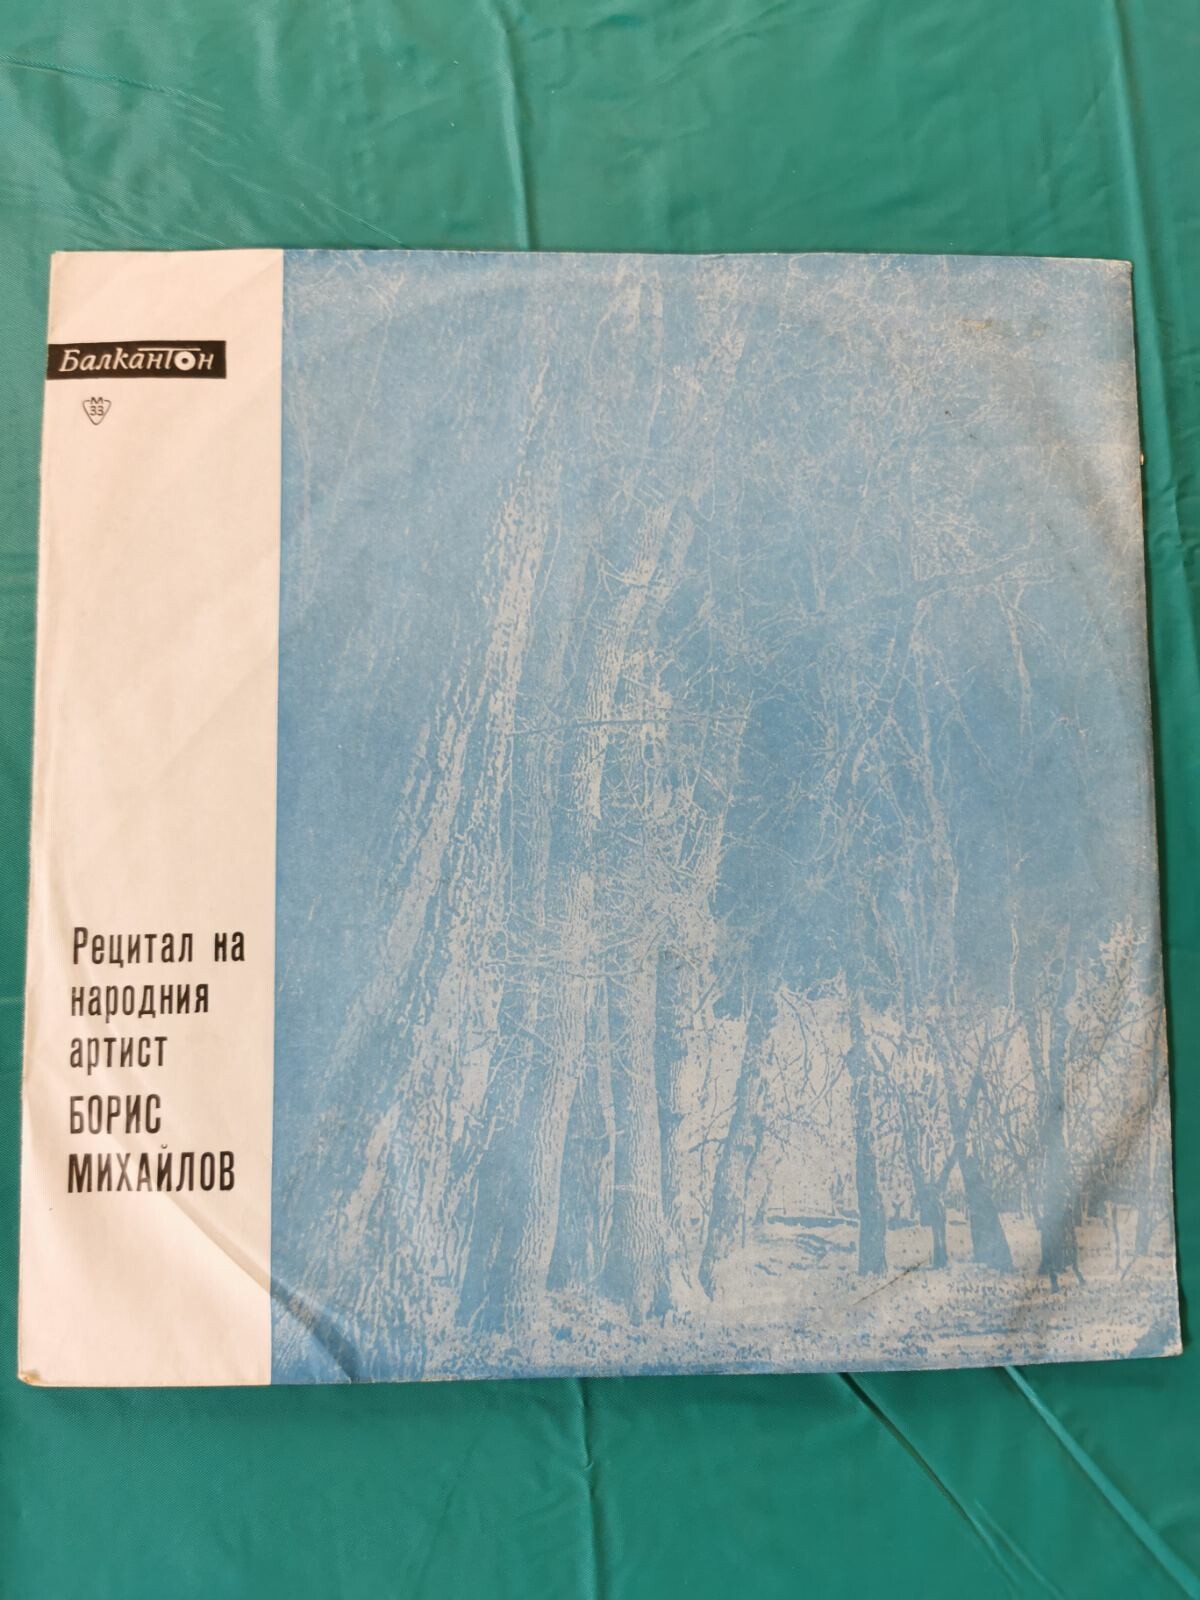 Балкантон
М
33
Рецитал на
народния
артист
БОРИС
МИХАЙЛОВ